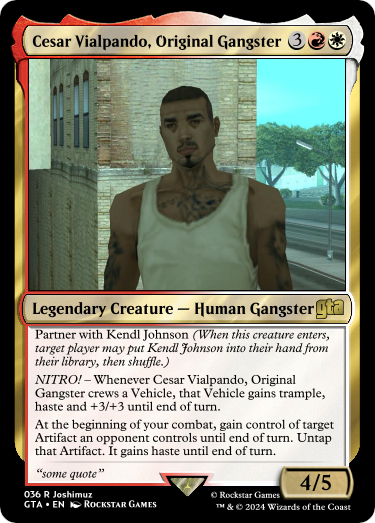 Cesar Vialpando, Original Gangster 3
Legendary Creature — Human Gangster gta
Partner with Kendl Johnson (When this creature enters,
target player may put Kendl Johnson into their hand from
their library, then shuffle.)
NITRO! – Whenever Cesar Vialpando, Original
Gangster crews a Vehicle, that Vehicle gains trample,
haste and +3/+3 until end of turn.
At the beginning of your combat, gain control of target
Artifact an opponent controls until end of turn. Untap
that Artifact. It gains haste until end of turn.
"some quote"
4/5
036 R Joshimuz © Rockstar Games
GTA • EN Rockstar Games ™ & © 2024 Wizards of the Coast